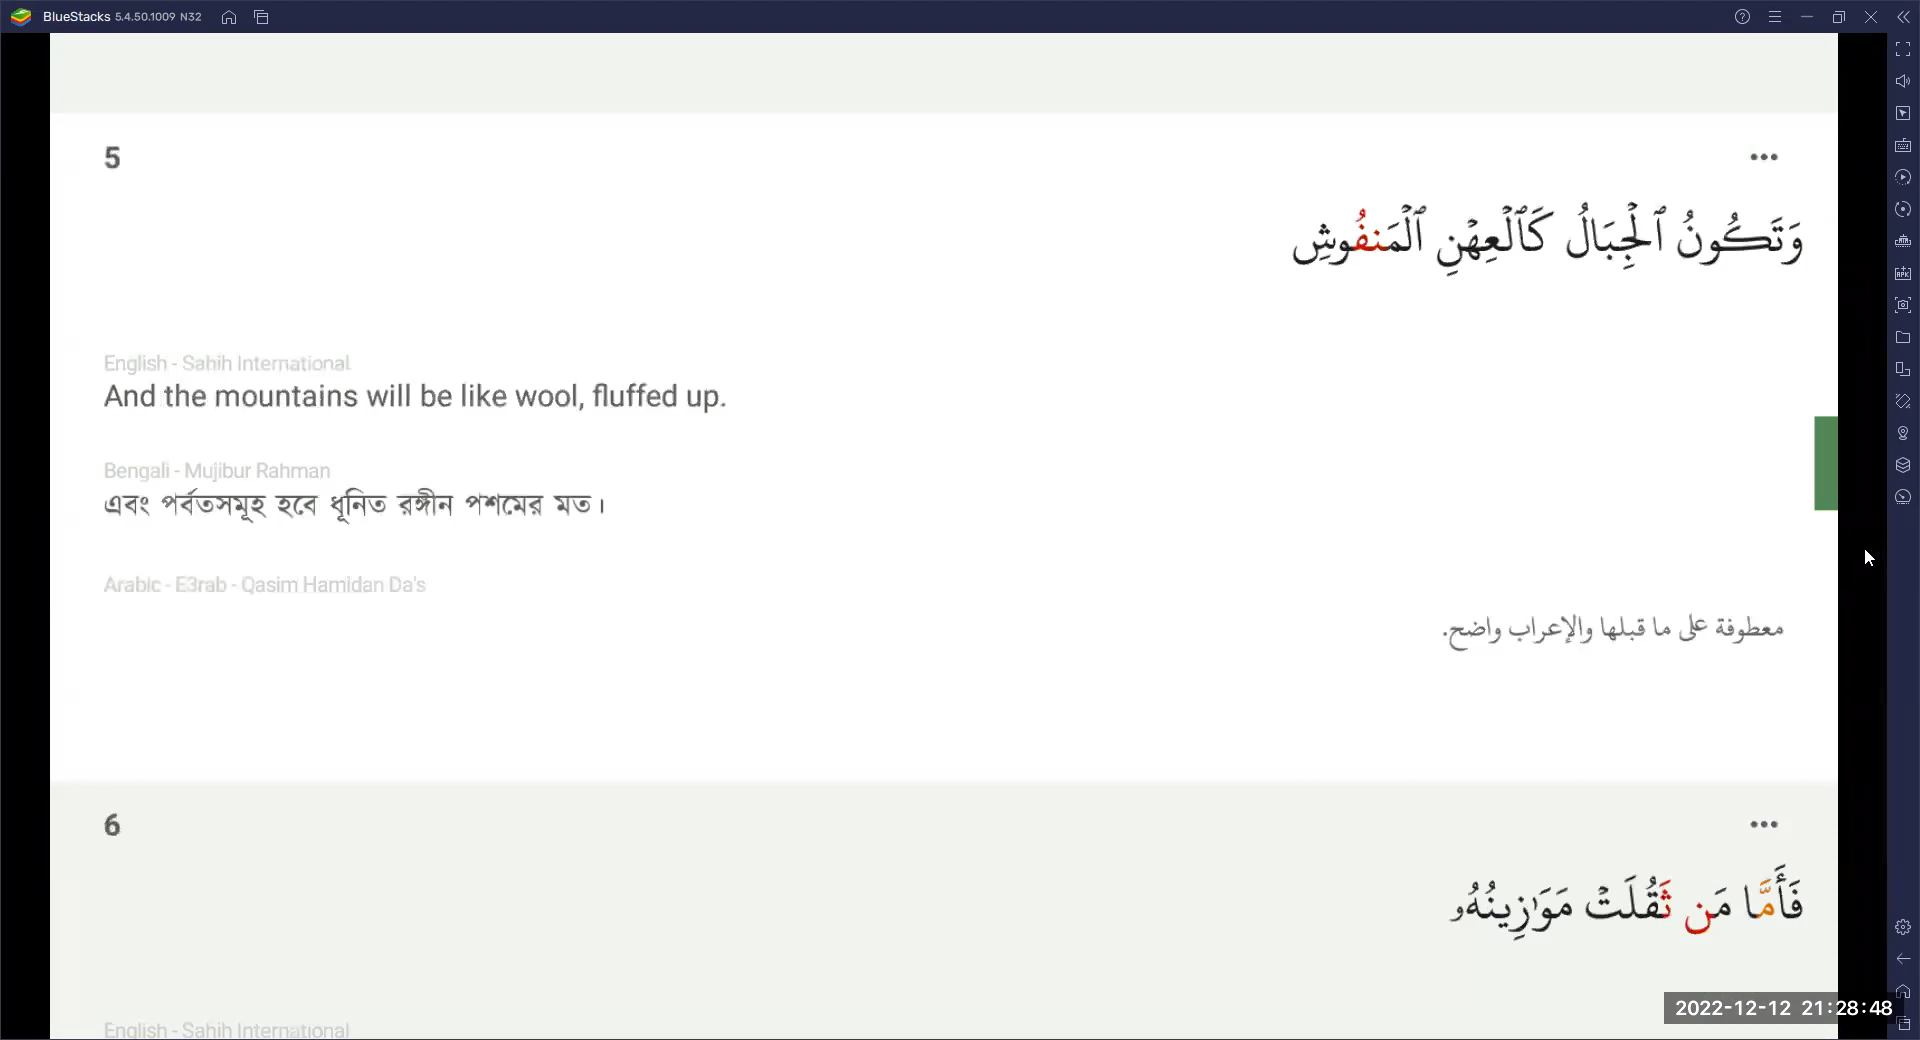 BlueStacks 5.4.50.1009 N32
5
وَتَكُونُ ٱلْجِبَالُ كَٱلْعِهْنِ ٱلْمَنفُوشِ
English - Sahih International
And the mountains will be like wool, fluffed up.
Bengali - Mujibur Rahman
এবং পর্বতসমূহ হবে ধূনিত রঙ্গীন পশমের মত।
Arabic - E3rab - Qasim Hamidan Da's
معطوفة على ما قبلها والإعراب واضح.
6
فَأَمَّا مَن ثَقُلَتْ مَوَٰزِينُهُۥ
English - Sahih International
2022-12-12 21:28:48